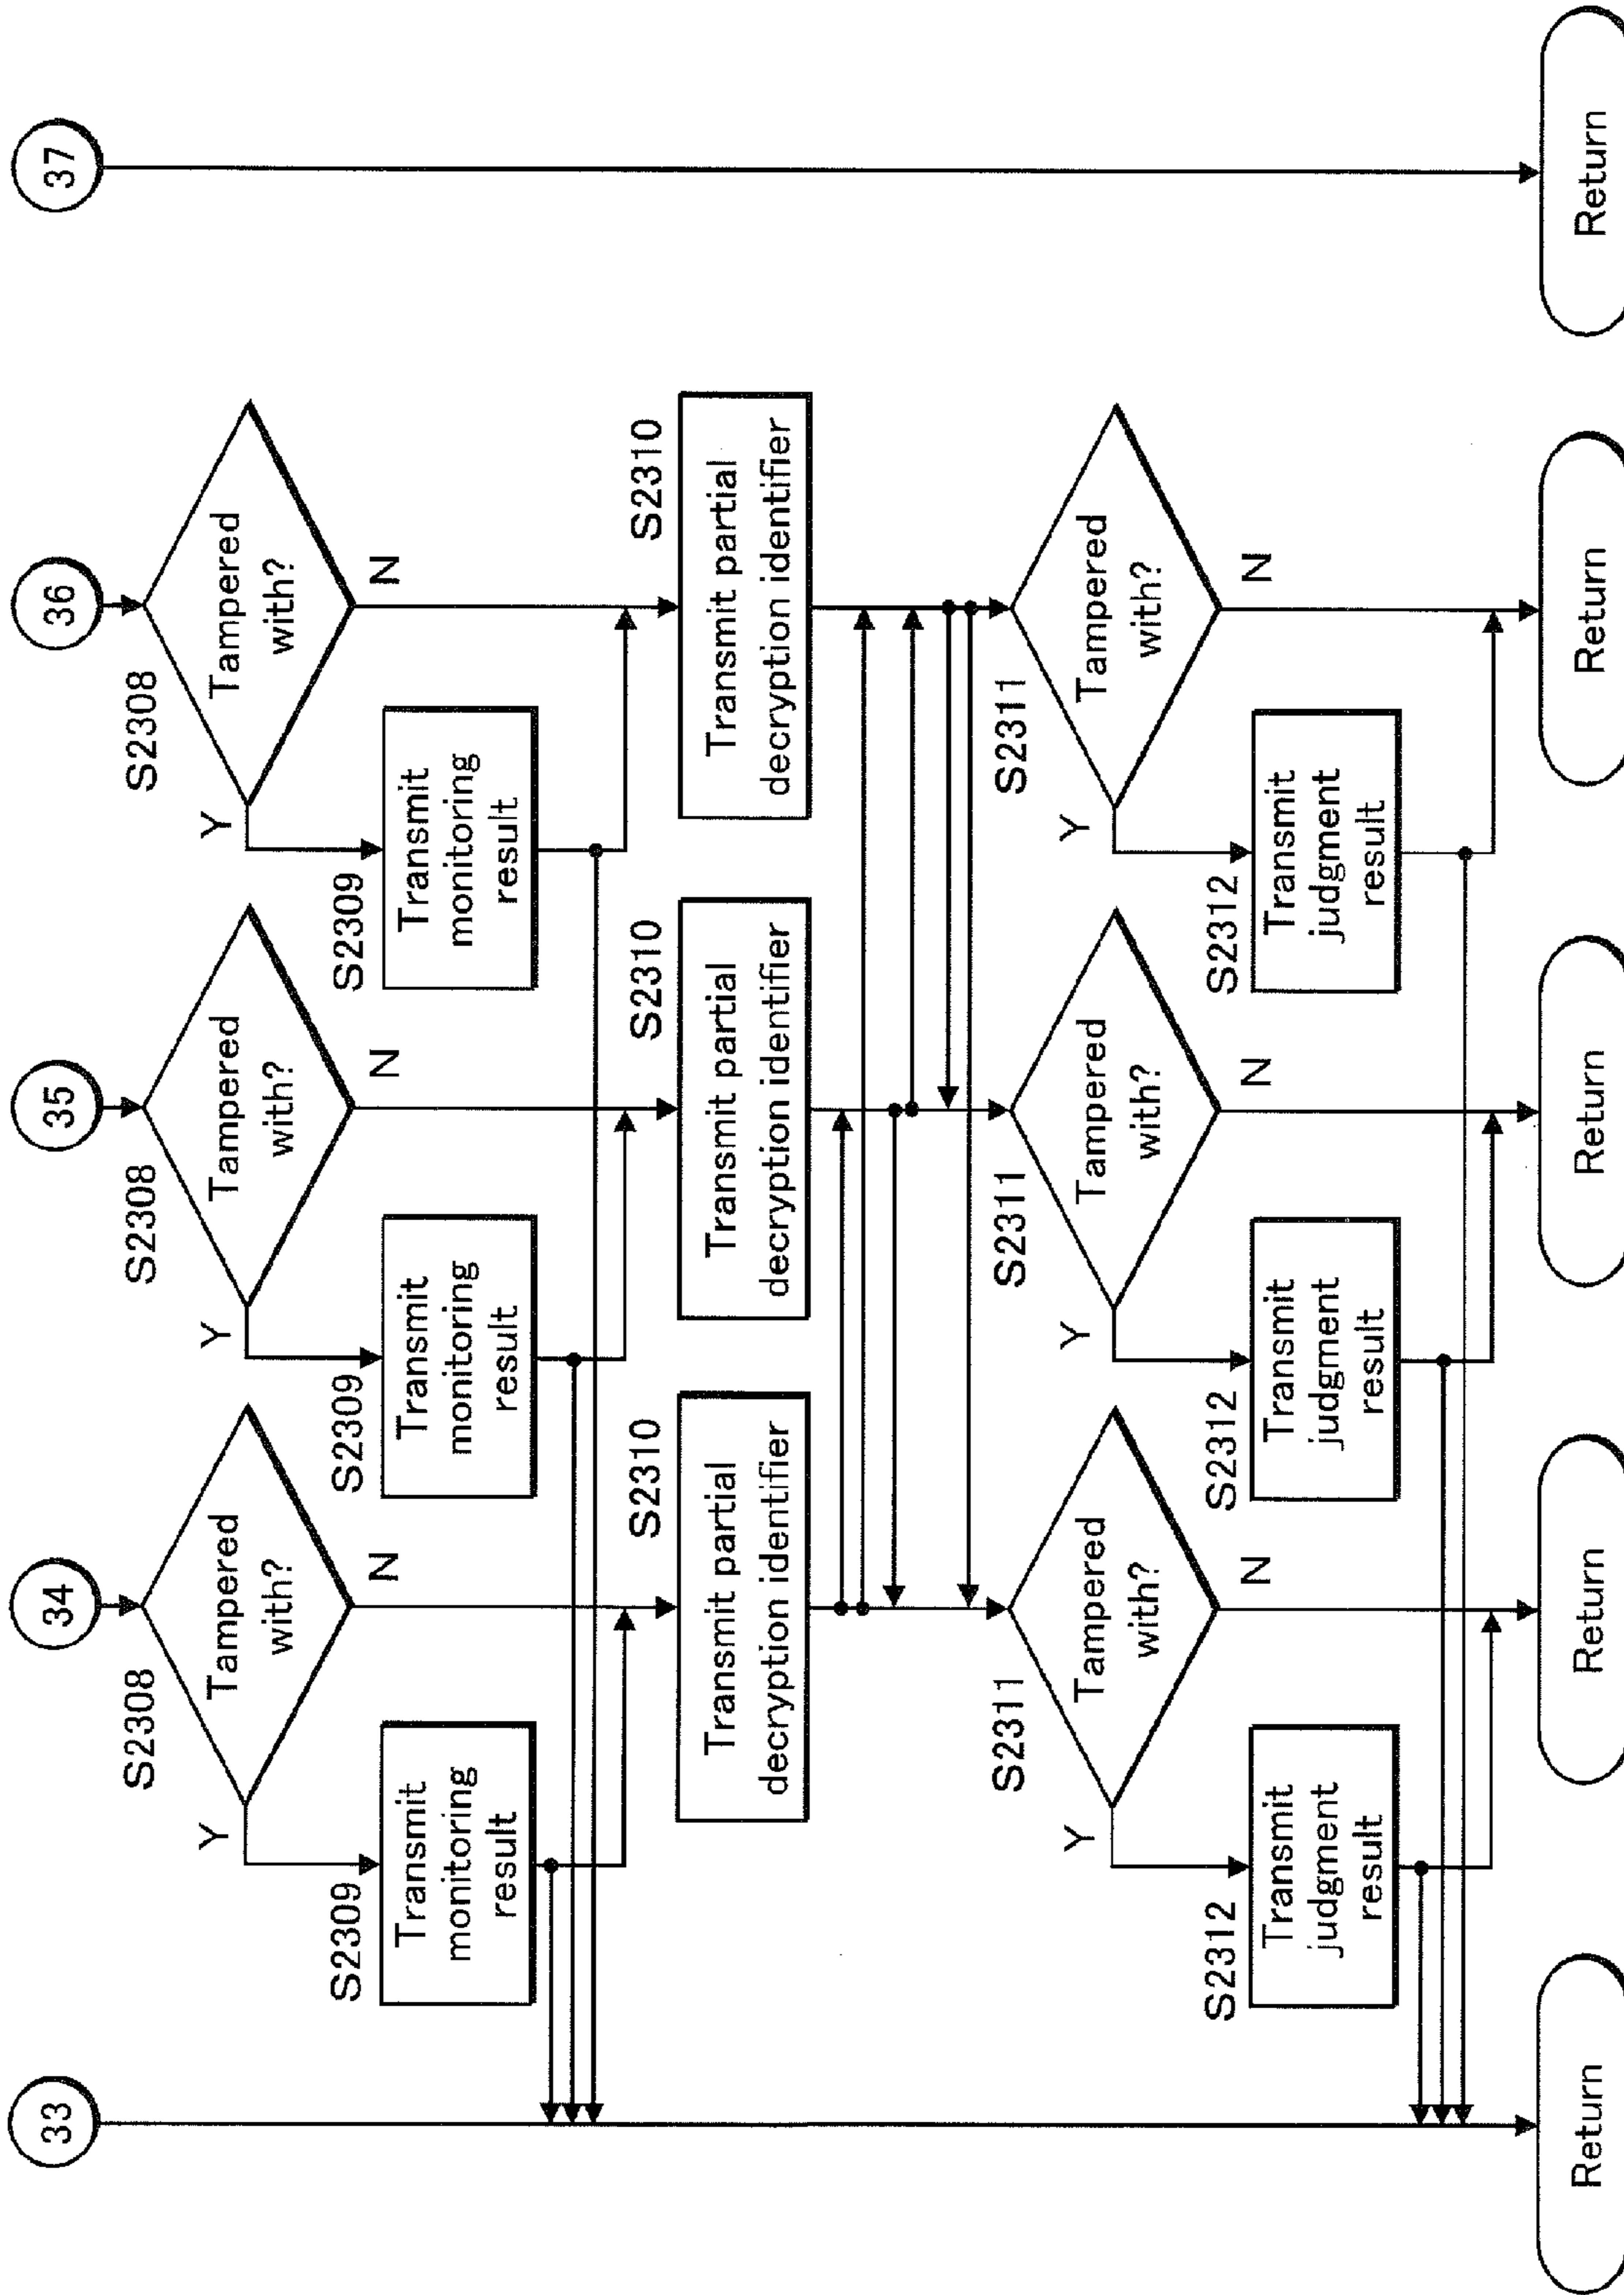 33
34
35
36
37
S2308
Tampered
with?
Y
N
S2308
Tampered
with?
Y
N
S2308
Tampered
with?
Y
N
S2309
Transmit
monitoring
result
S2309
Transmit
monitoring
result
S2309
Transmit
monitoring
result
S2310
Transmit partial
decryption identifier
S2310
Transmit partial
decryption identifier
S2310
Transmit partial
decryption identifier
S2311
Tampered
with?
Y
N
S2311
Tampered
with?
Y
N
S2311
Tampered
with?
Y
N
S2312
Transmit
judgment
result
S2312
Transmit
judgment
result
S2312
Transmit
judgment
result
Return
Return
Return
Return
Return